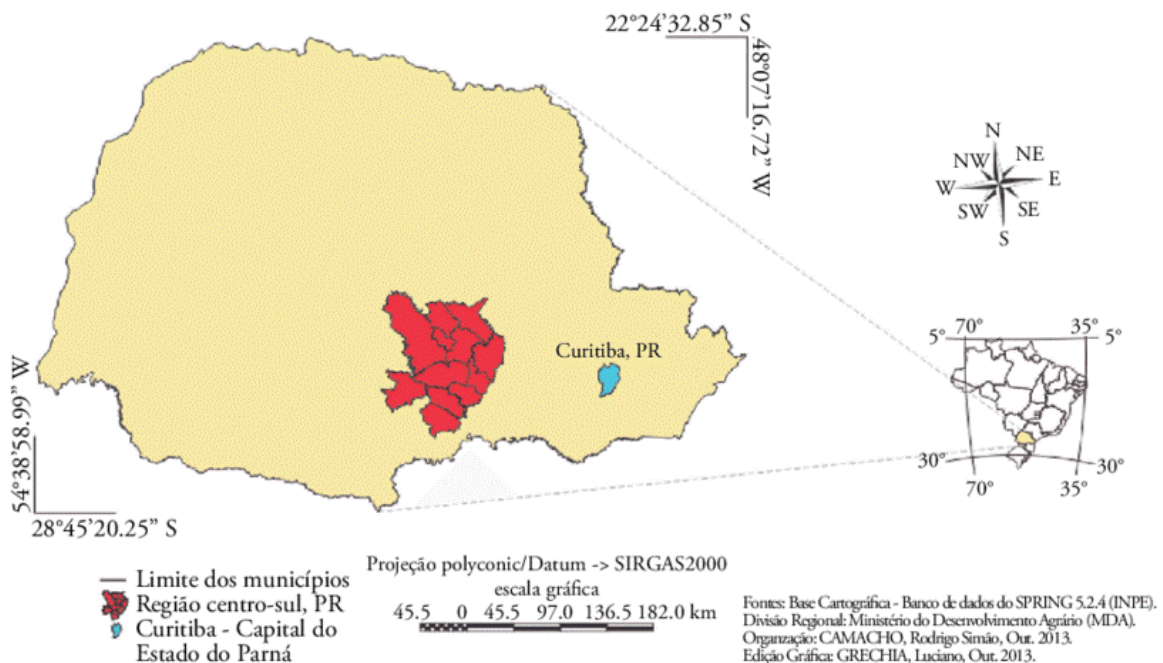 22°24’32.85” S
48°07’16.72” W
N
NW NE
W E
SW SE
S
Curitiba, PR
70° 35°
5° 5°
30° 30°
70° 35°
54°38’58.99” W
28°45’20.25” S
Limite dos municípios
Região centro-sul, PR
Curitiba - Capital do
Estado do Parná
Projeção polyconic/Datum -> SIRGAS2000
escala gráfica
45.5 0 45.5 97.0 136.5 182.0 km
Fontes: Base Cartográfica - Banco de dados do SPRING 5.2.4 (INPE).
Divisão Regional: Ministério do Desenvolvimento Agrário (MDA).
Organzação: CAMACHO, Rodrigo Simão, Out. 2013.
Edição Gráfica: GRECHIA, Luciano, Out. 2013.